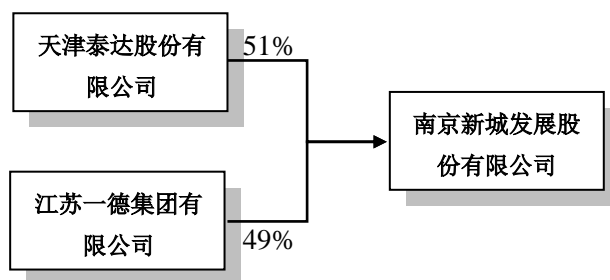 天津泰达股份有
限公司
51%
南京新城发展股
份有限公司
江苏一德集团有
限公司
49%